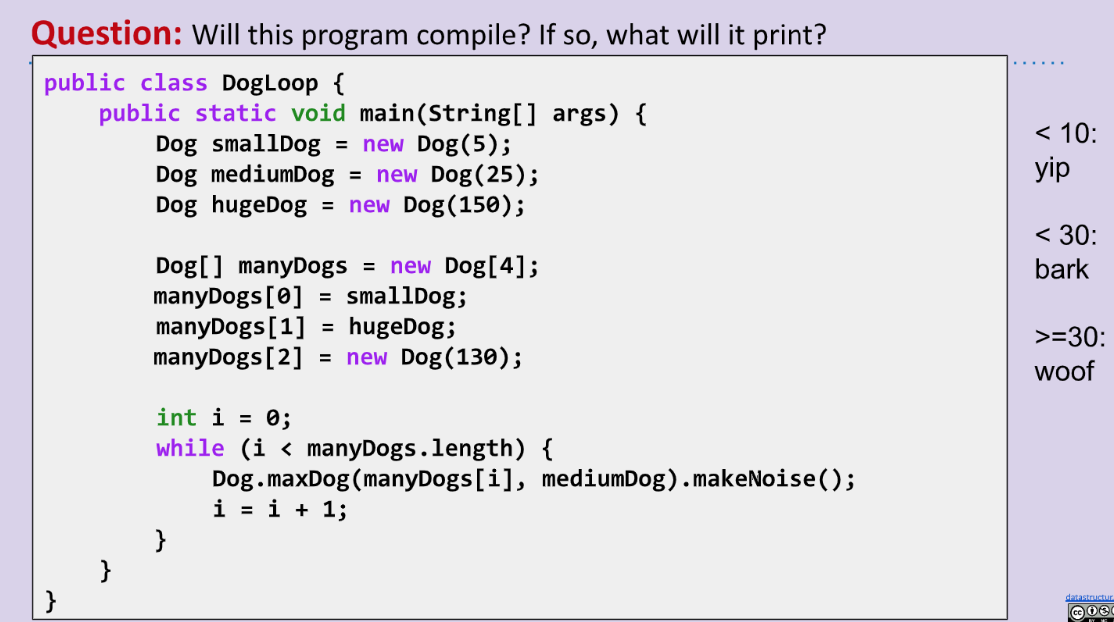 Question: Will this program compile? If so, what will it print?
public class DogLoop {
    public static void main(String[] args) {
        Dog smallDog = new Dog(5);
        Dog mediumDog = new Dog(25);
        Dog hugeDog = new Dog(150);

        Dog[] manyDogs = new Dog[4];
        manyDogs[0] = smallDog;
        manyDogs[1] = hugeDog;
        manyDogs[2] = new Dog(130);

        int i = 0;
        while (i < manyDogs.length) {
            Dog.maxDog(manyDogs[i], mediumDog).makeNoise();
            i = i + 1;
        }
    }
}
< 10:
yip
< 30:
bark
>=30:
woof
datastructur